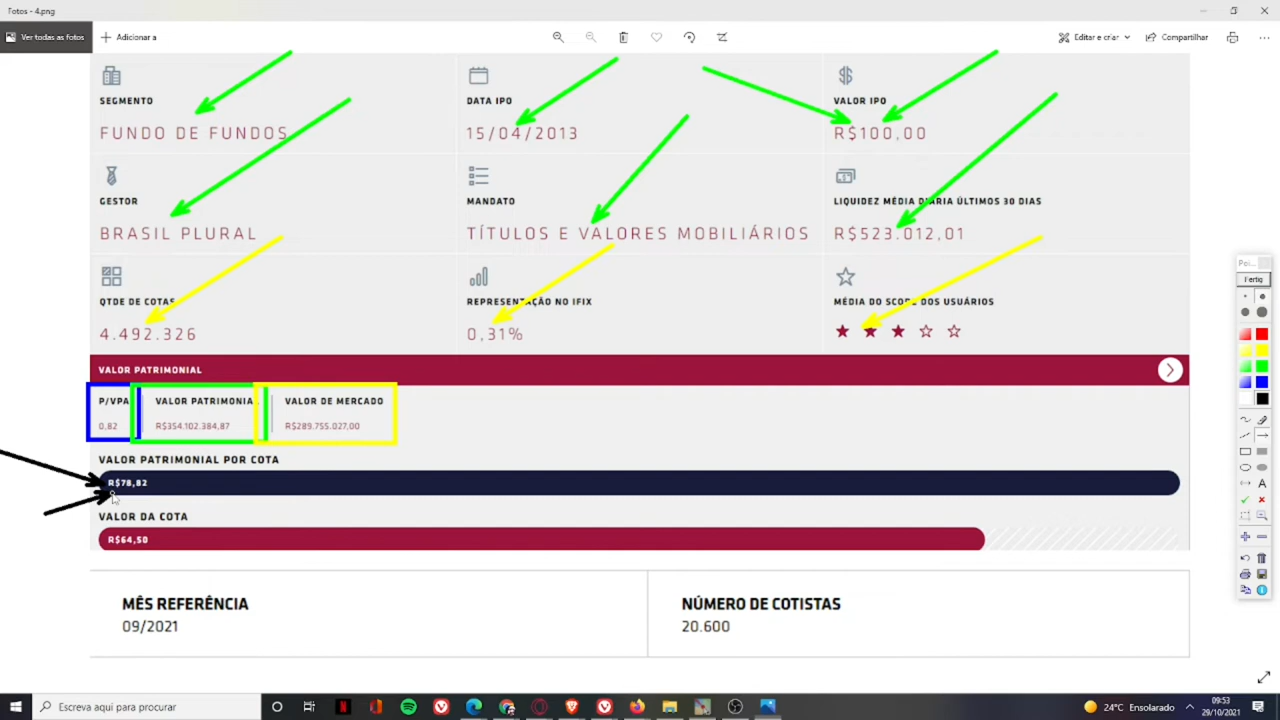 Fotos - 4.png
Ver todas as fotos
Adicionar a
Editar e criar
Compartilhar
SEGMENTO
DATA IPO
VALOR IPO
FUNDO DE FUNDOS
15/04/2013
R$100,00
GESTOR
MANDATO
LIQUIDEZ MÉDIA DIÁRIA ÚLTIMOS 30 DIAS
BRASIL PLURAL
TÍTULOS E VALORES MOBILIÁRIOS
R$523.012,01
QTDE DE COTAS
REPRESENTAÇÃO NO IFIX
MÉDIA DO SCORE DOS USUÁRIOS
4.492.326
0,31%
VALOR PATRIMONIAL
P/VPA
VALOR PATRIMONIAL
VALOR DE MERCADO
0,82
R$354.102.384,87
R$289.755.027,00
VALOR PATRIMONIAL POR COTA
R$78,82
VALOR DA COTA
R$64,50
MÊS REFERÊNCIA
NÚMERO DE COTISTAS
09/2021
20.600
Pei...
Fertig
A
Escreva aqui para procurar
24°C Ensolarado
09:53
29/10/2021